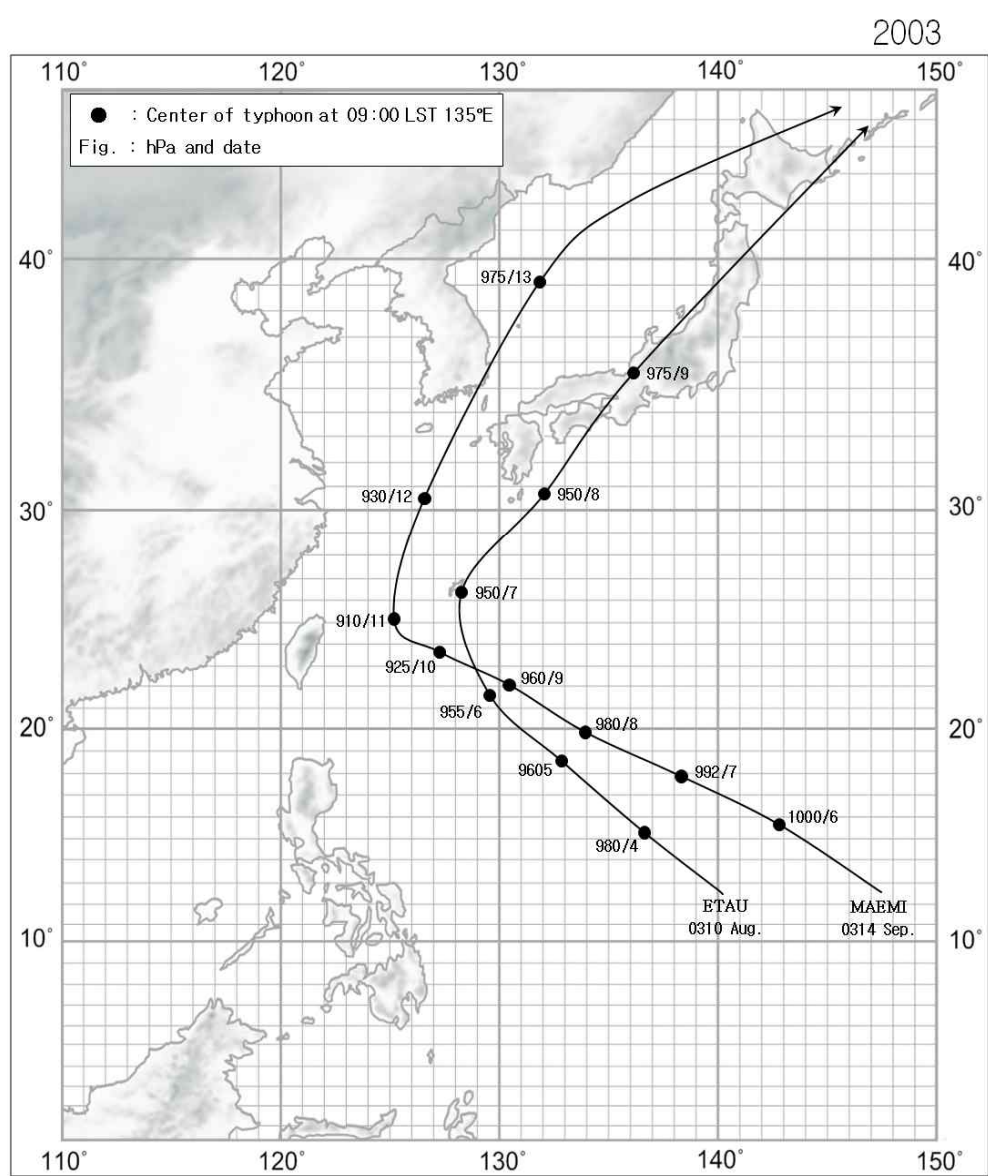 2003
110° 120° 130° 140° 150°
● : Center of typhoon at 09:00 LST 135°E
Fig. : hPa and date
40° 40°
975/13
975/9
930/12
950/8
30° 30°
950/7
910/11
925/10
960/9
955/6
980/8
20° 20°
9605
992/7
1000/6
980/4
ETAU
0310 Aug.
MAEMI
0314 Sep.
10° 10°
110° 120° 130° 140° 150°